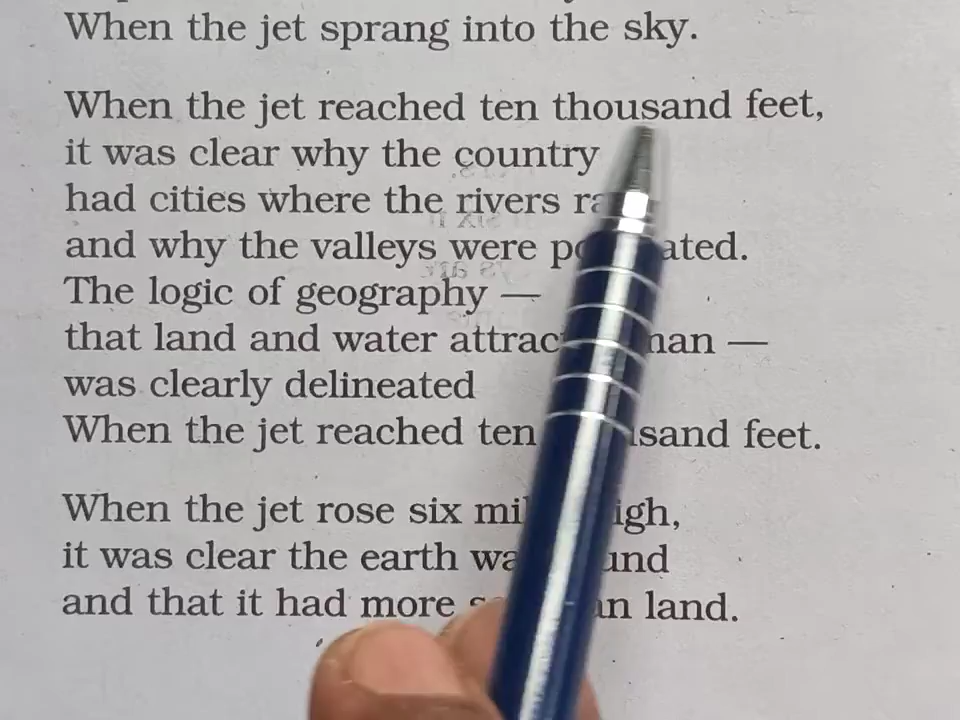 When the jet sprang into the sky.
When the jet reached ten thousand feet,
it was clear why the country
had cities where the rivers
and why the valleys were
The logic of geography —
that land and water —
was clearly delineated
When the jet reached ten feet.
When the jet rose six
it was clear the earth
and that it had more land.